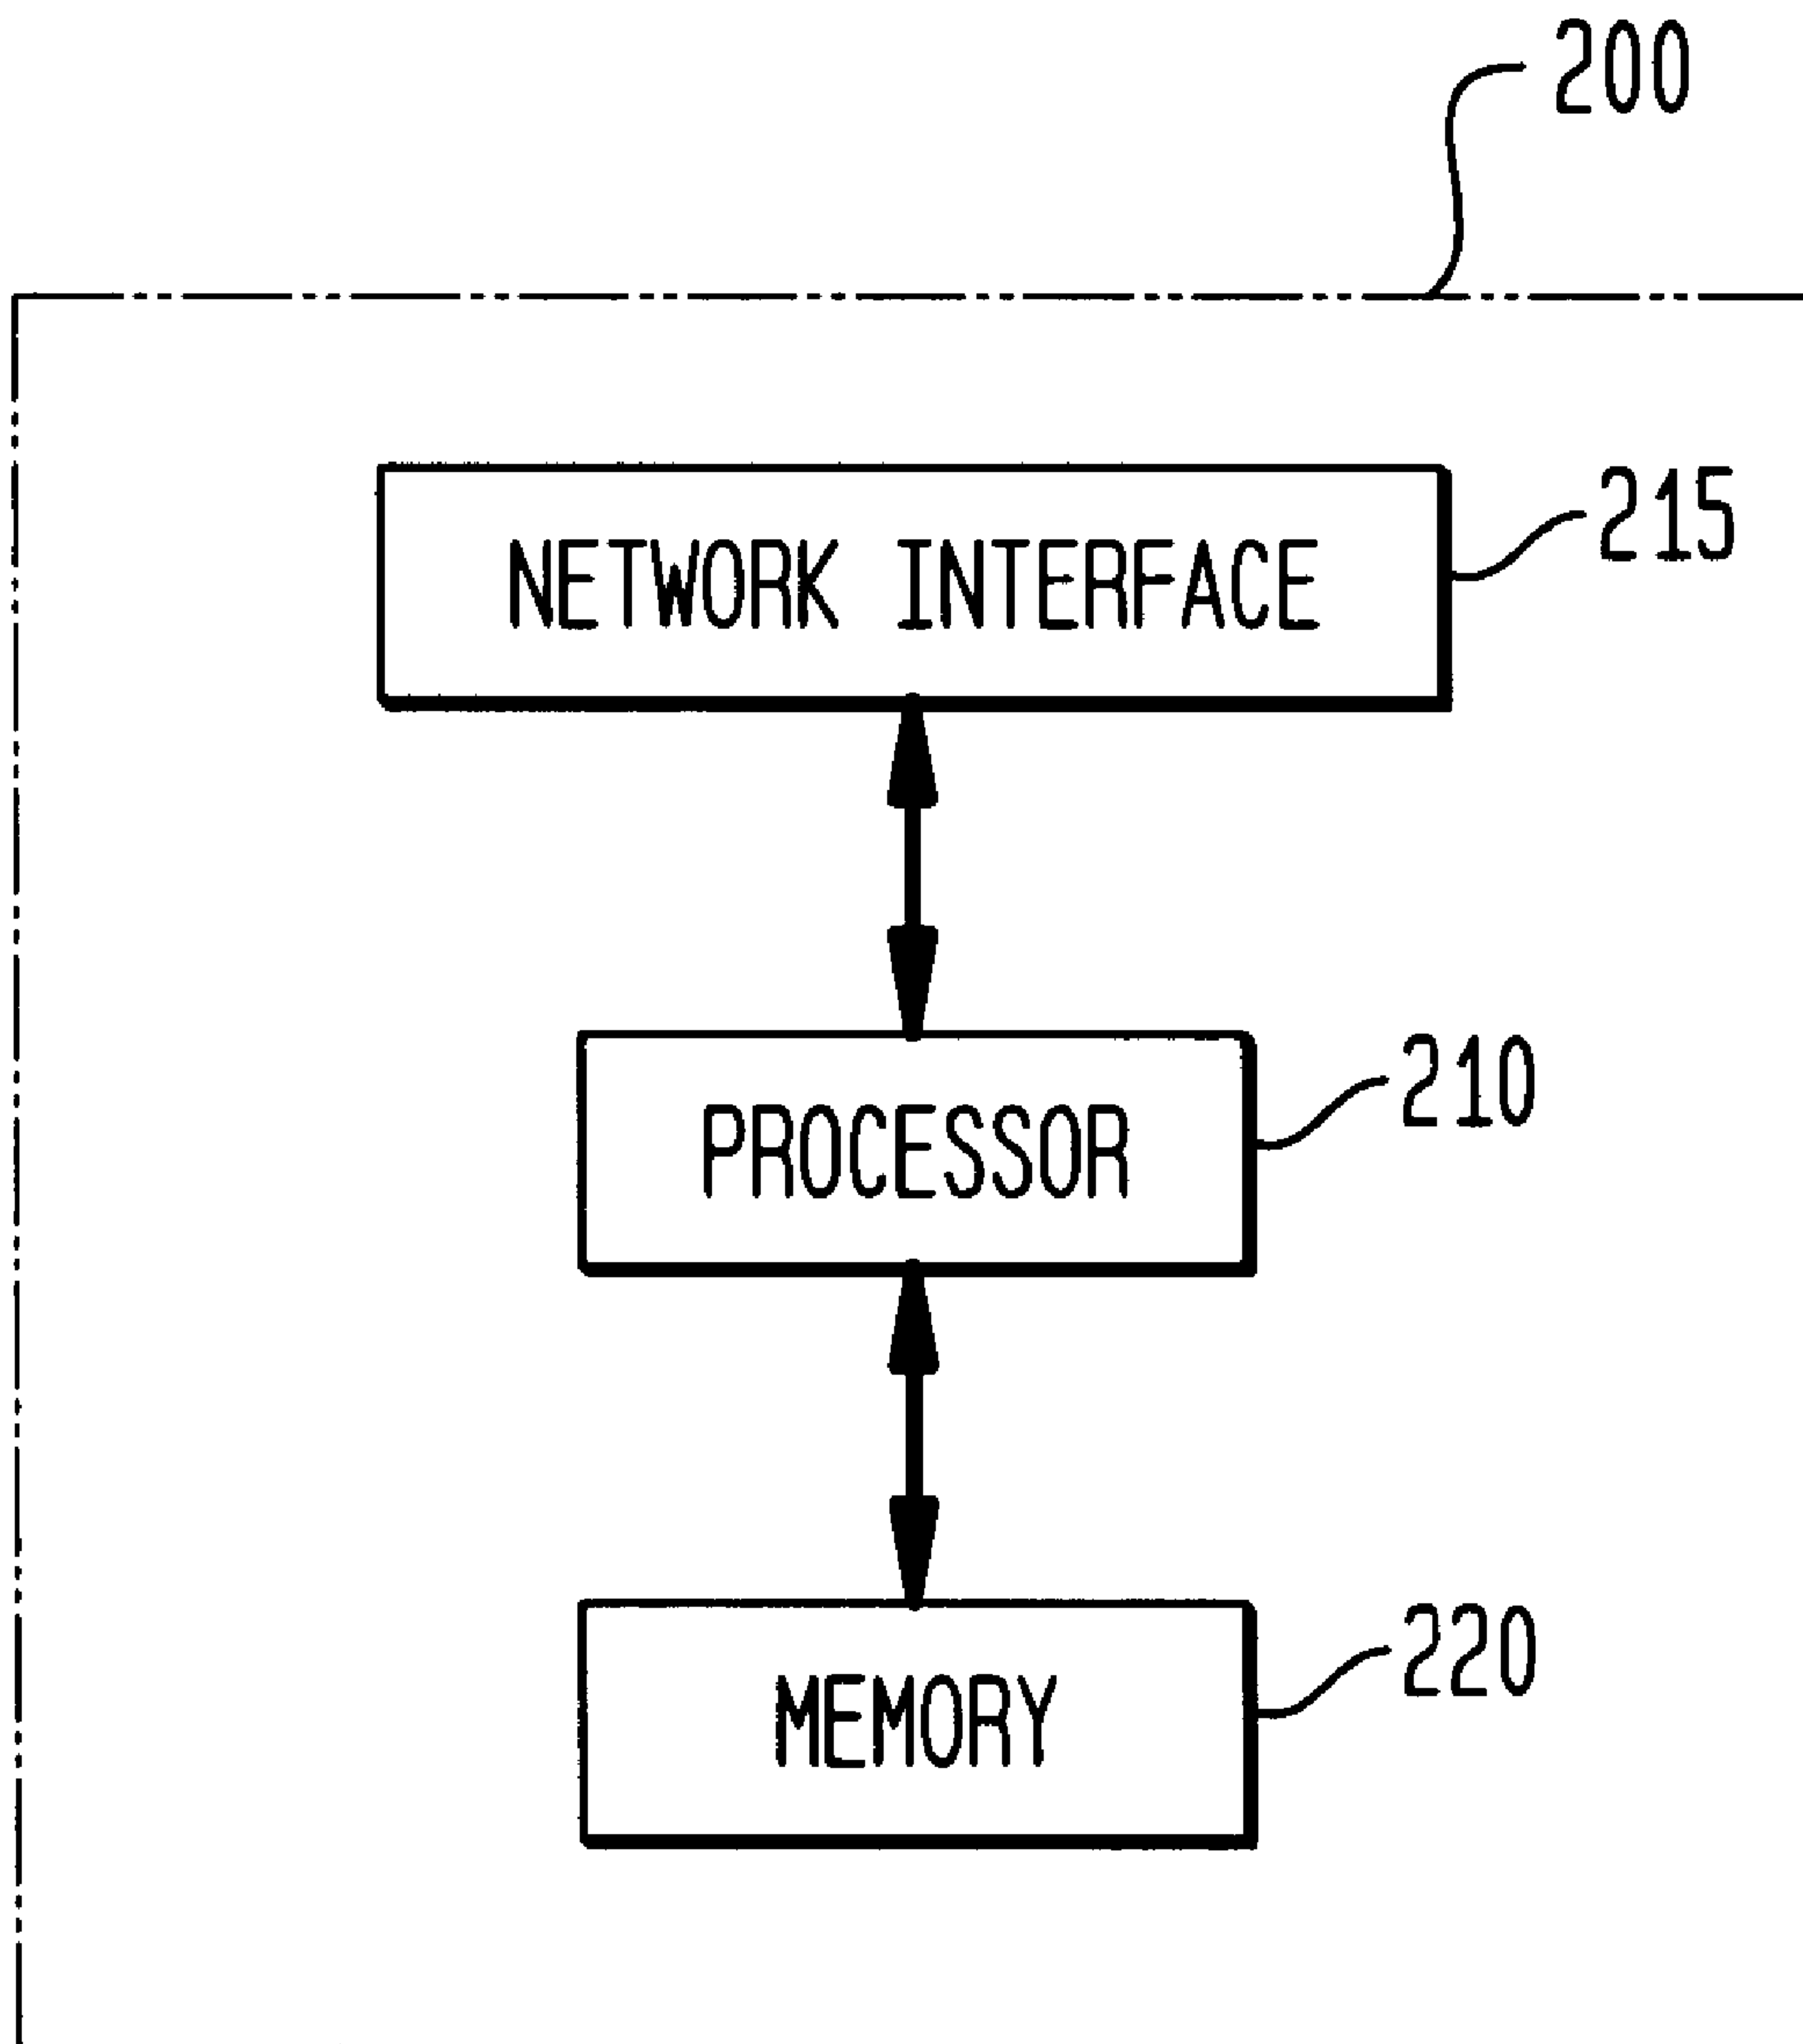 200
NETWORK INTERFACE
215
PROCESSOR
210
MEMORY
220